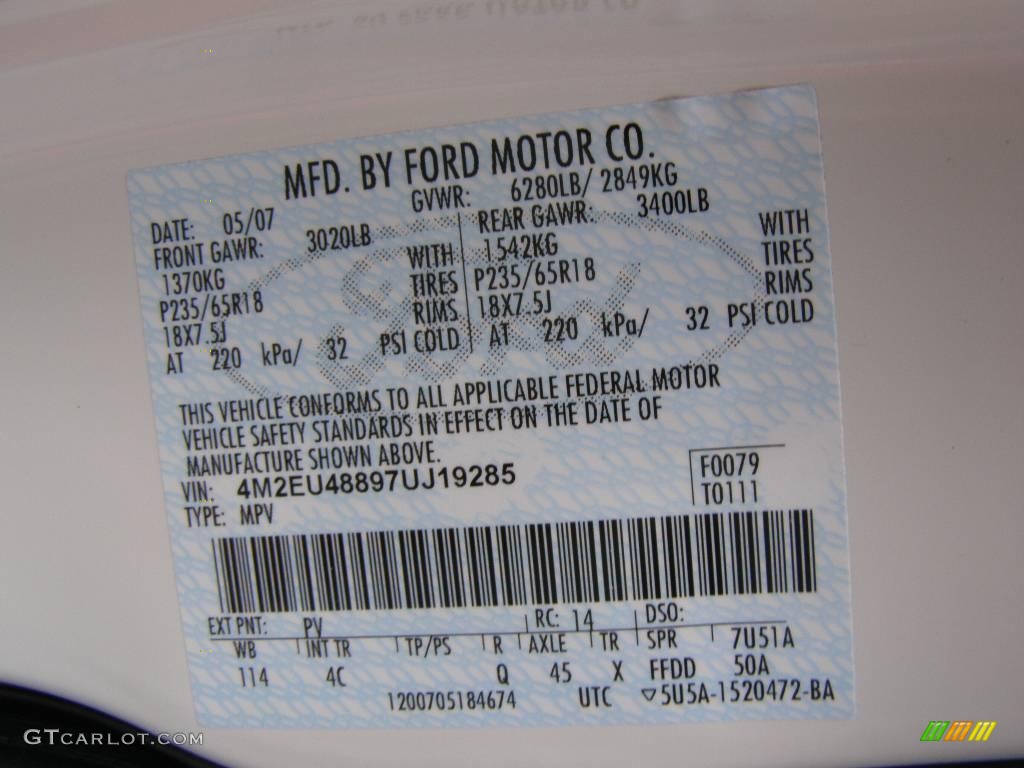 MFD. BY FORD MOTOR CO.
DATE: 05/07 GVWR: 6280LB/ 2849KG
FRONT GAWR: 3020LB REAR GAWR: 3400LB
1370KG WITH 1542KG WITH
P235/65R18 TIRES P235/65R18 TIRES
18X7.5J RIMS 18X7.5J RIMS
AT 220 kPa/ 32 PSI COLD AT 220 kPa/ 32 PSI COLD
THIS VEHICLE CONFORMS TO ALL APPLICABLE FEDERAL MOTOR
VEHICLE SAFETY STANDARDS IN EFFECT ON THE DATE OF
MANUFACTURE SHOWN ABOVE.
VIN: 4M2EU48897UJ19285 F0079
TYPE: MPV T0111
EXT PNT: PV RC: 14 DSO:
WB INT TR TP/PS R AXLE TR SPR 7U51A
114 4C Q 45 X FFDD 50A
1200705184674 UTC ▽5U5A-1520472-BA
GTCARLOT.COM